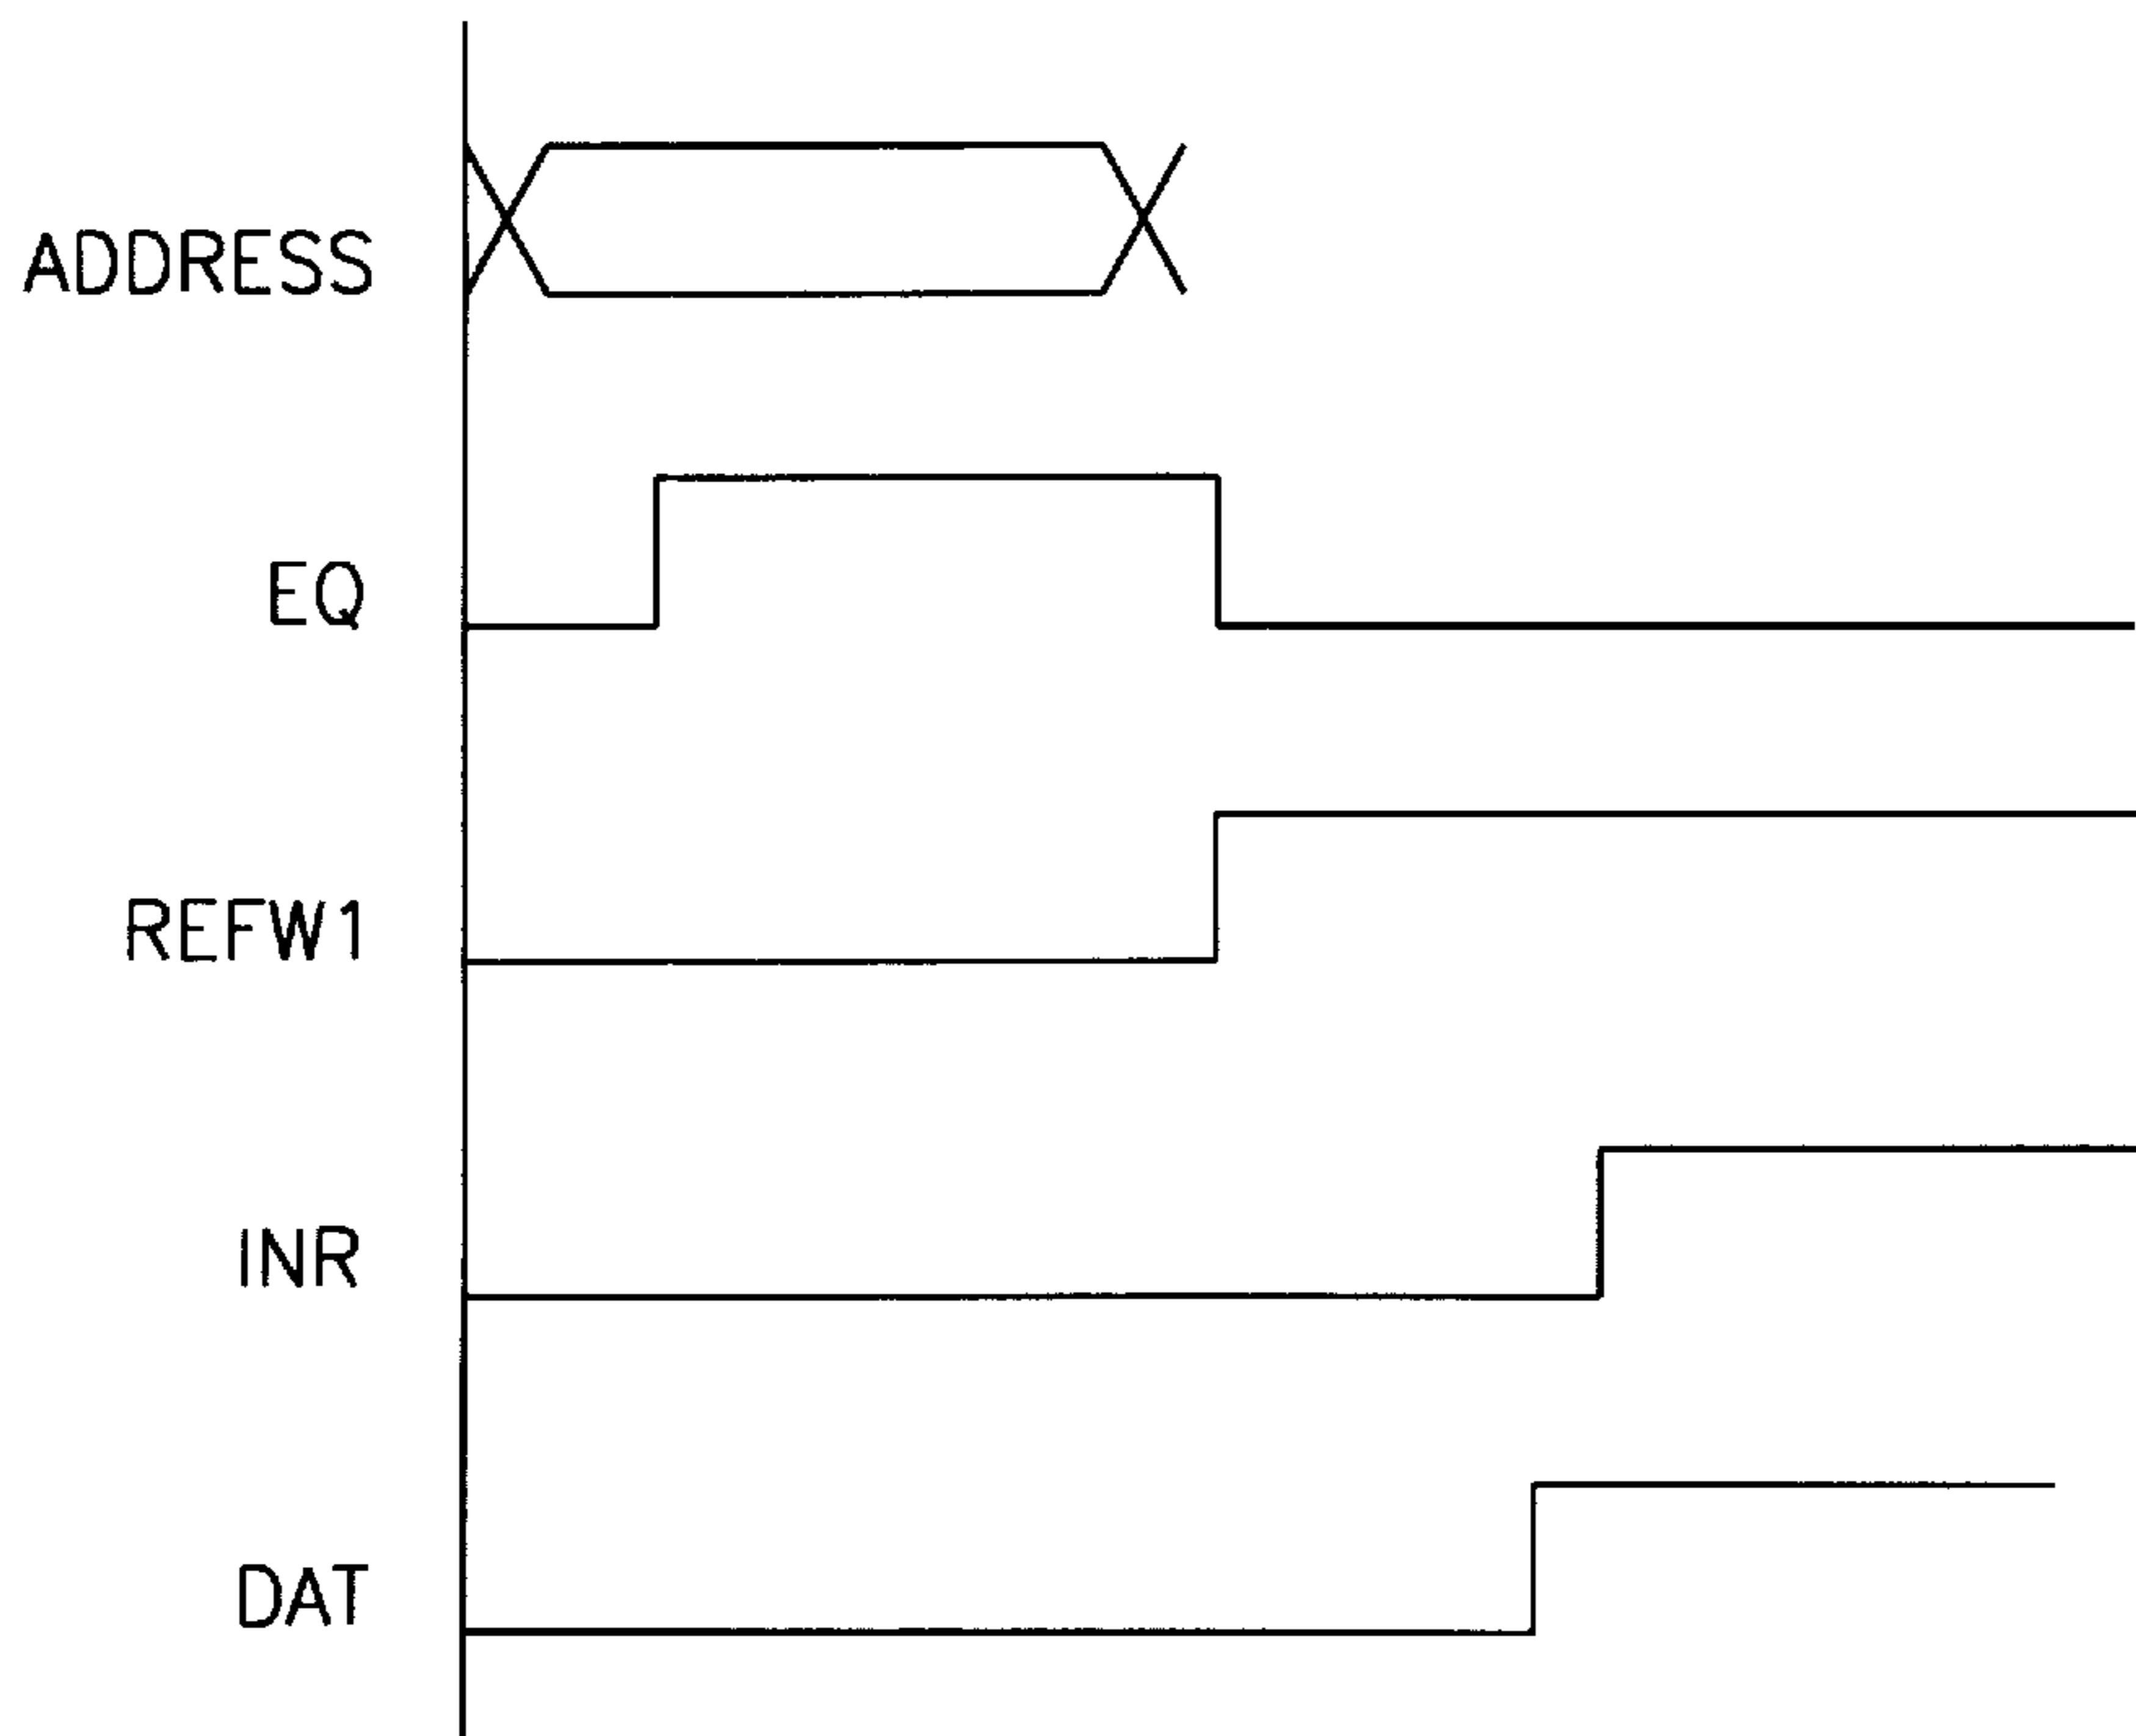 ADDRESS
EQ
REFW1
INR
DAT